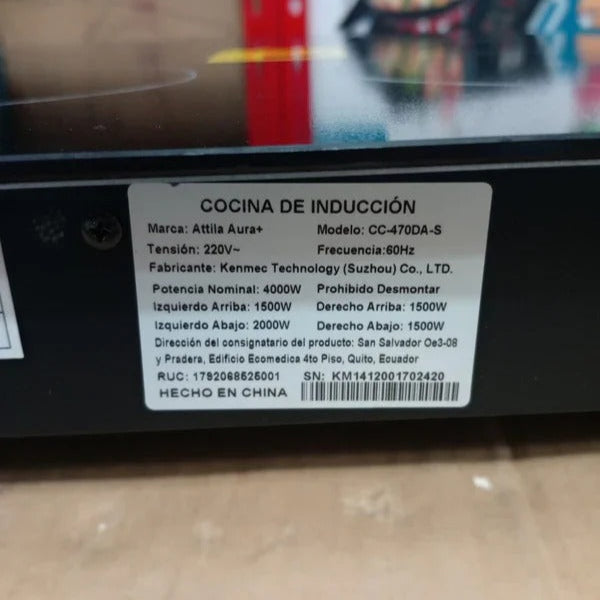 COCINA DE INDUCCIÓN
Marca: Attila Aura+ Modelo: CC-470DA-S
Tensión: 220V~ Frecuencia:60Hz
Fabricante: Kenmec Technology (Suzhou) Co., LTD.
Potencia Nominal: 4000W Prohibido Desmontar
Izquierdo Arriba: 1500W Derecho Arriba: 1500W
Izquierdo Abajo: 2000W Derecho Abajo: 1500W
Dirección del consignatario del producto: San Salvador Oe3-08
y Pradera, Edificio Ecomedica 4to Piso, Quito, Ecuador
RUC: 1792068525001 SN: KM1412001702420
HECHO EN CHINA